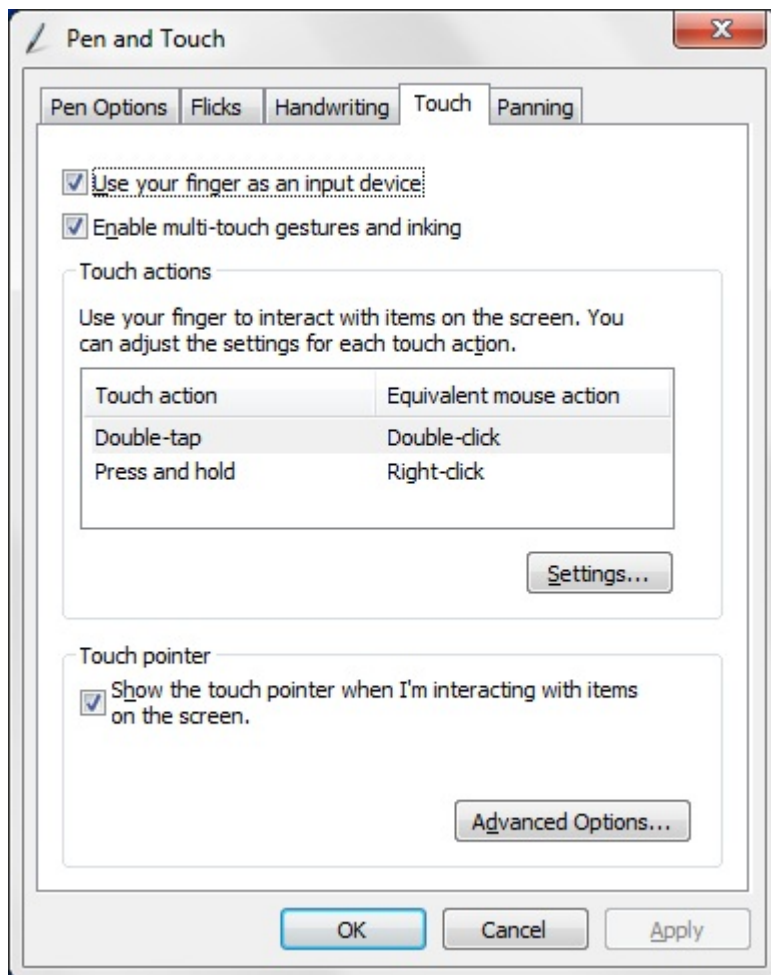 Pen and Touch
Pen Options Flicks Handwriting Touch Panning
Use your finger as an input device
Enable multi-touch gestures and inking
Touch actions
Use your finger to interact with items on the screen. You
can adjust the settings for each touch action.
Touch action Equivalent mouse action
Double-tap Double-click
Press and hold Right-click
Settings...
Touch pointer
Show the touch pointer when I'm interacting with items
on the screen.
Advanced Options...
OK Cancel Apply